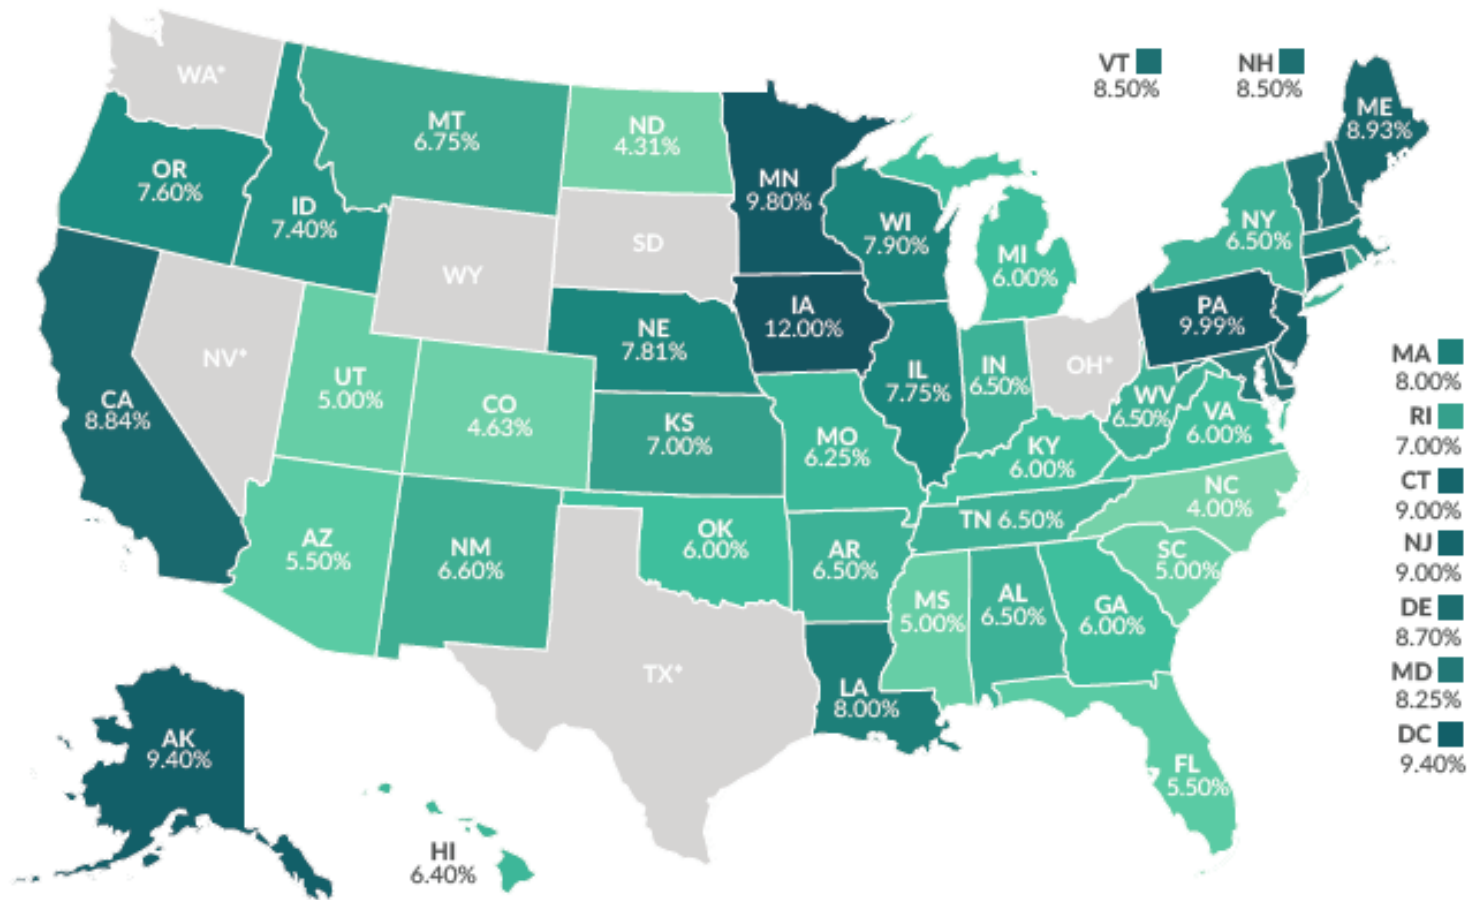 VT
8.50%
NH
8.50%
ME
8.93%
WA*
MT
6.75%
ND
4.31%
MN
9.80%
OR
7.60%
ID
7.40%
WI
7.90%
NY
6.50%
MI
6.00%
SD
WY
IA
12.00%
PA
9.99%
NE
7.81%
NV*
UT
5.00%
CO
4.63%
IL
7.75%
IN
6.50%
OH*
CA
8.84%
WV
6.50%
VA
6.00%
KS
7.00%
MO
6.25%
KY
6.00%
NC
4.00%
TN 6.50%
AZ
5.50%
NM
6.60%
OK
6.00%
AR
6.50%
SC
5.00%
MS
5.00%
AL
6.50%
GA
6.00%
TX*
LA
8.00%
FL
5.50%
AK
9.40%
HI
6.40%
MA
8.00%
RI
7.00%
CT
9.00%
NJ
9.00%
DE
8.70%
MD
8.25%
DC
9.40%